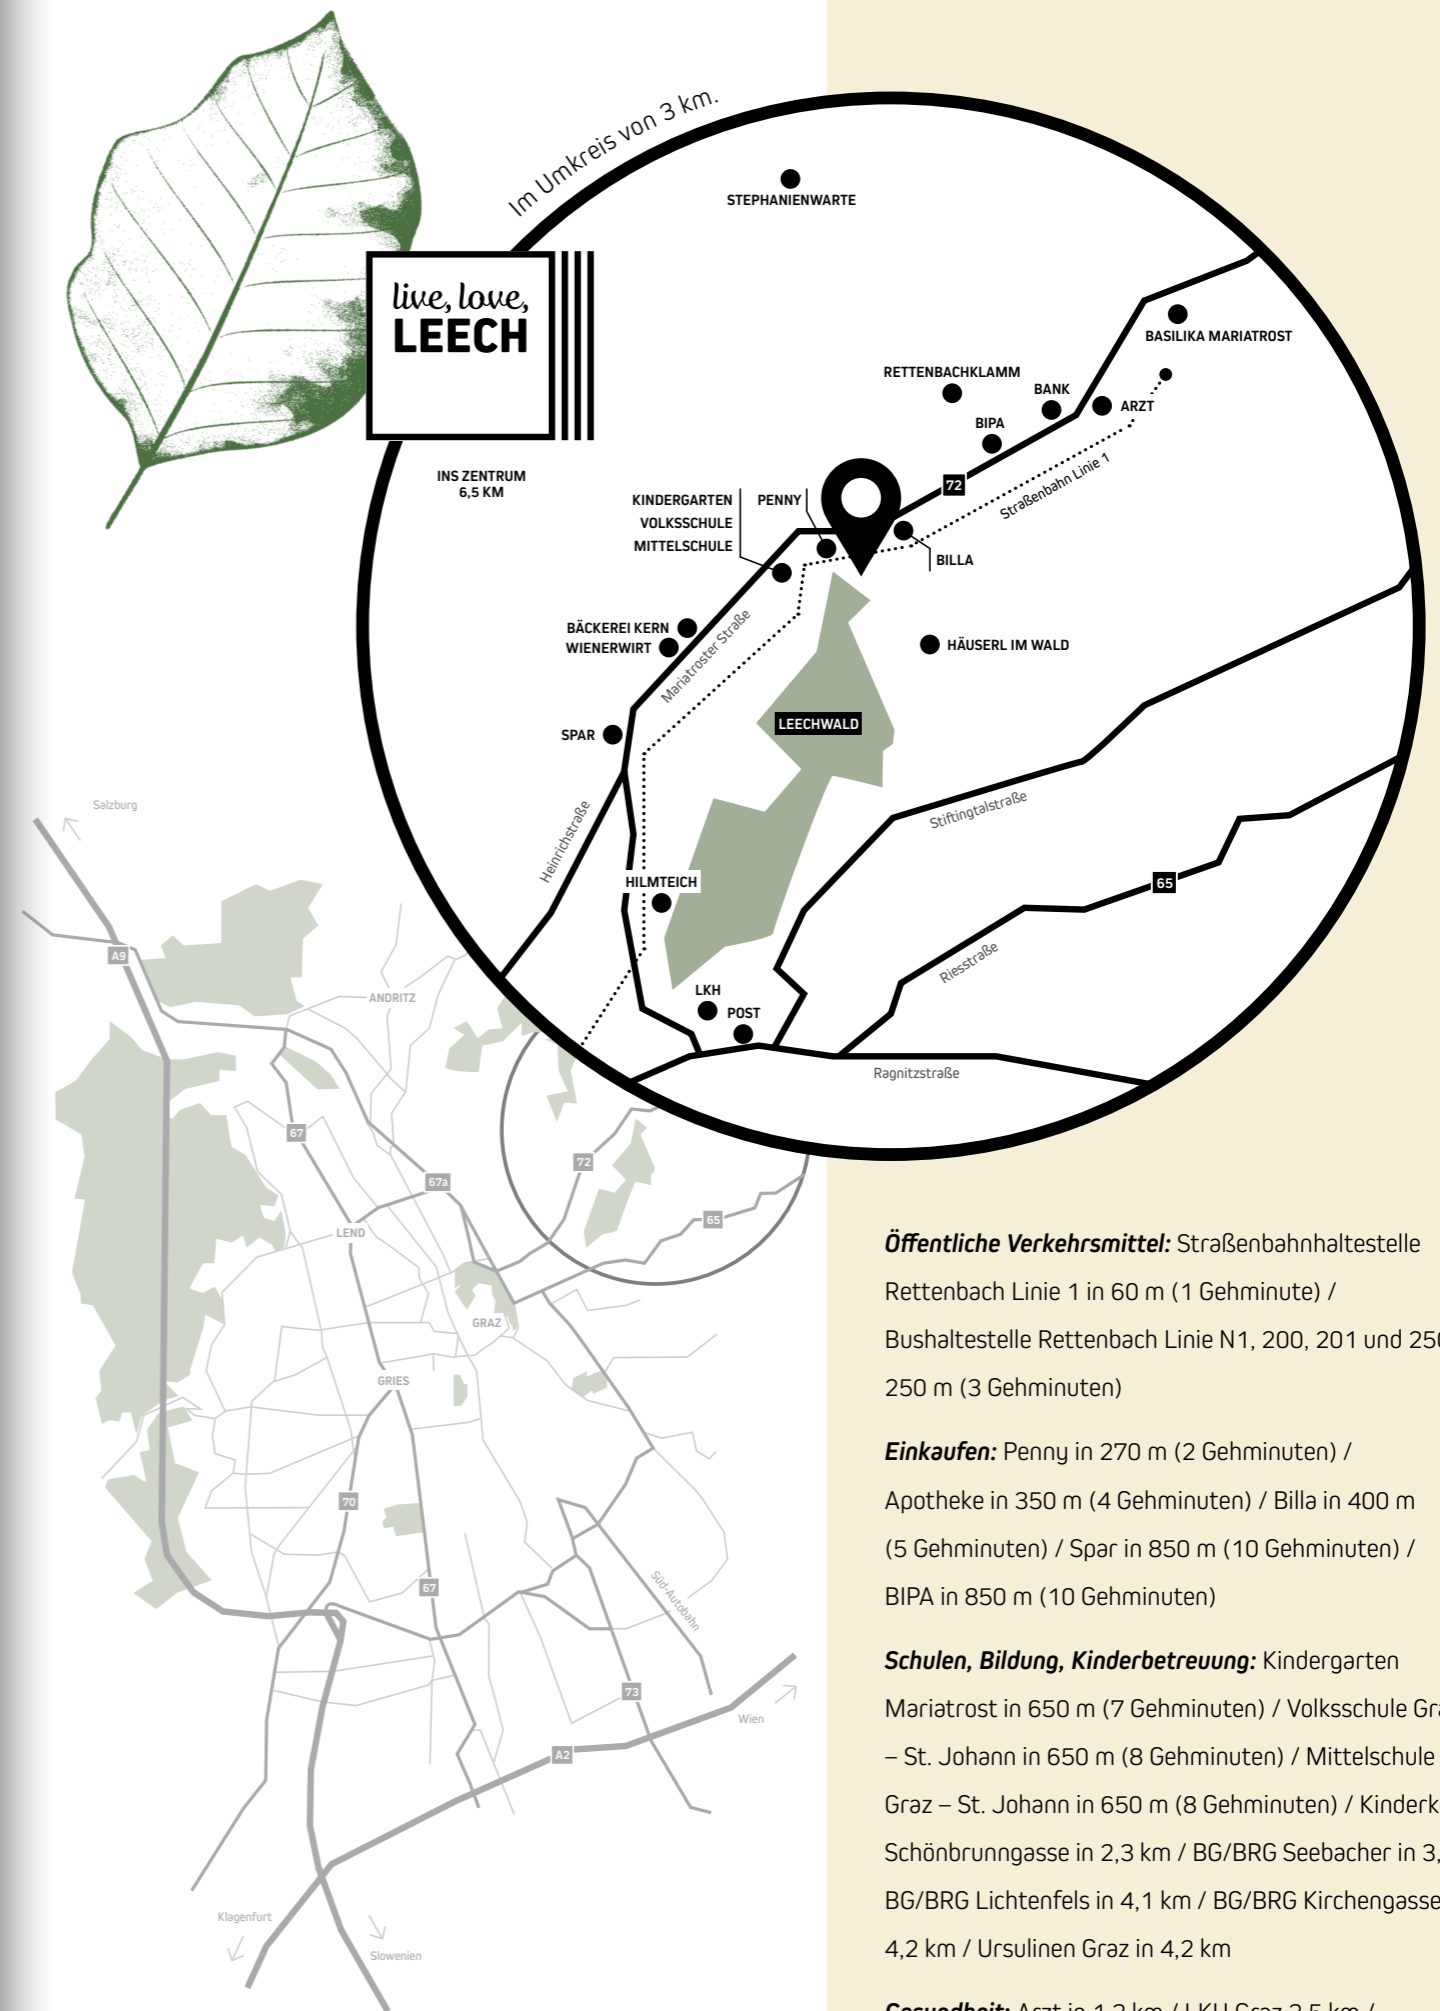 Im Umkreis von 3 km.
live, love,
LEECH
STEPHANIENWARTE
BASILIKA MARIATROST
RETTENBACHKLAMM
BANK
ARZT
BIPA
INS ZENTRUM
6,5 KM
KINDERGARTEN
VOLKSSCHULE
MITTELSCHULE
PENNY
72
Straßenbahn Linie 1
BILLA
BÄCKEREI KERN
WIENERWIRT
Mariatroster Straße
HÄUSERL IM WALD
LEECHWALD
SPAR
Heinrichstraße
Stiftingtalstraße
HILMTEICH
65
Riesstraße
LKH
POST
Ragnitzstraße
Salzburg
A9
ANDRITZ
67
72
67a
65
LEND
GRAZ
GRIES
70
67
Süd-Autobahn
73
Wien
A2
Klagenfurt
Slowenien
Öffentliche Verkehrsmittel: Straßenbahnhaltestelle
Rettenbach Linie 1 in 60 m (1 Gehminute) /
Bushaltestelle Rettenbach Linie N1, 200, 201 und
250 m (3 Gehminuten)
Einkaufen: Penny in 270 m (2 Gehminuten) /
Apotheke in 350 m (4 Gehminuten) / Billa in 400 m
(5 Gehminuten) / Spar in 850 m (10 Gehminuten) /
BIPA in 850 m (10 Gehminuten)
Schulen, Bildung, Kinderbetreuung: Kindergarten
Mariatrost in 650 m (7 Gehminuten) / Volksschule
– St. Johann in 650 m (8 Gehminuten) / Mittelschule
Graz – St. Johann in 650 m (8 Gehminuten) /
Schönbrunngasse in 2,3 km / BG/BRG Seebacher in
BG/BRG Lichtenfels in 4,1 km / BG/BRG Kirchengasse
4,2 km / Ursulinen Graz in 4,2 km